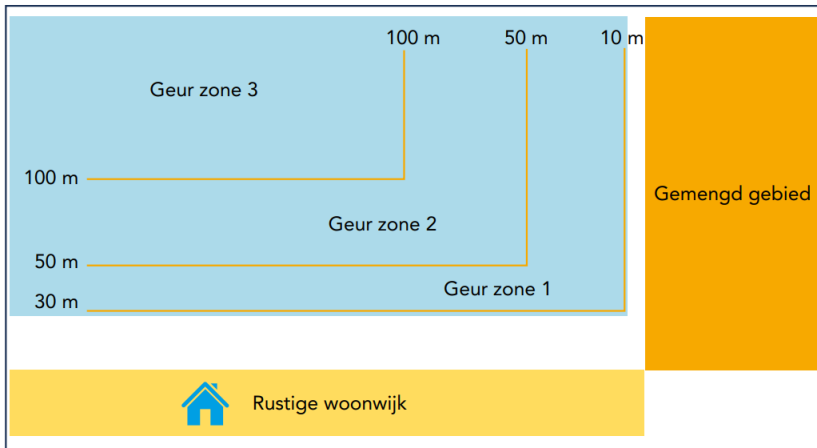 100 m
50 m
10 m
Geur zone 3
100 m
Gemengd gebied
Geur zone 2
50 m
Geur zone 1
30 m
Rustige woonwijk